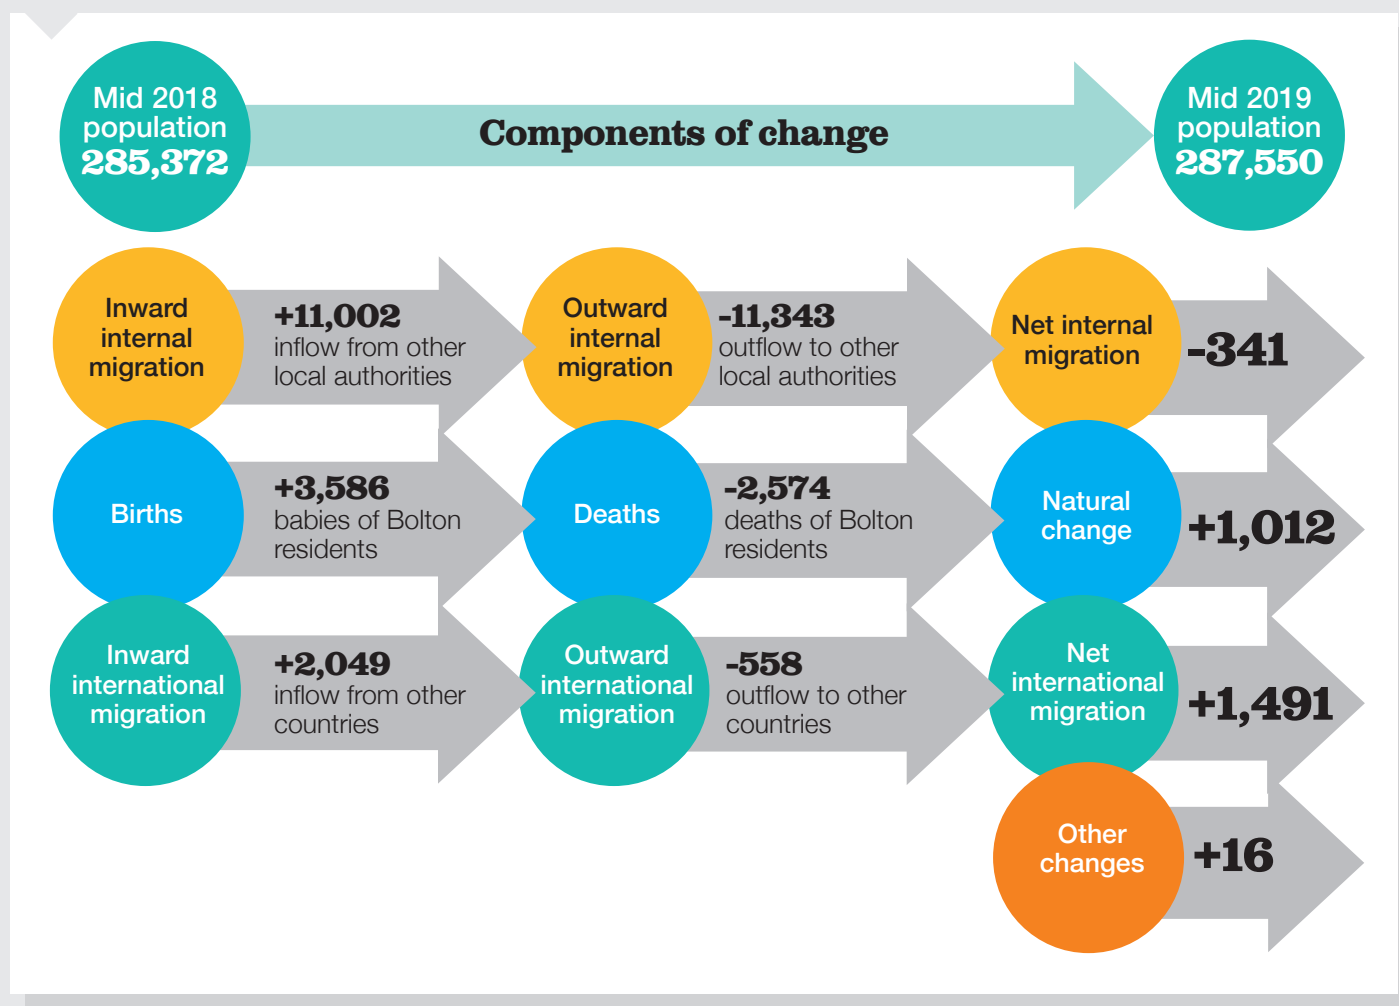 Mid 2018
population
285,372
Components of change
Mid 2019
population
287,550
Inward
internal
migration
+11,002
inflow from other
local authorities
Outward
internal
migration
-11,343
outflow to other
local authorities
Net internal
migration
-341
Births
+3,586
babies of Bolton
residents
Deaths
-2,574
deaths of Bolton
residents
Natural
change
+1,012
Inward
international
migration
+2,049
inflow from other
countries
Outward
international
migration
-558
outflow to other
countries
Net
international
migration
+1,491
Other
changes
+16